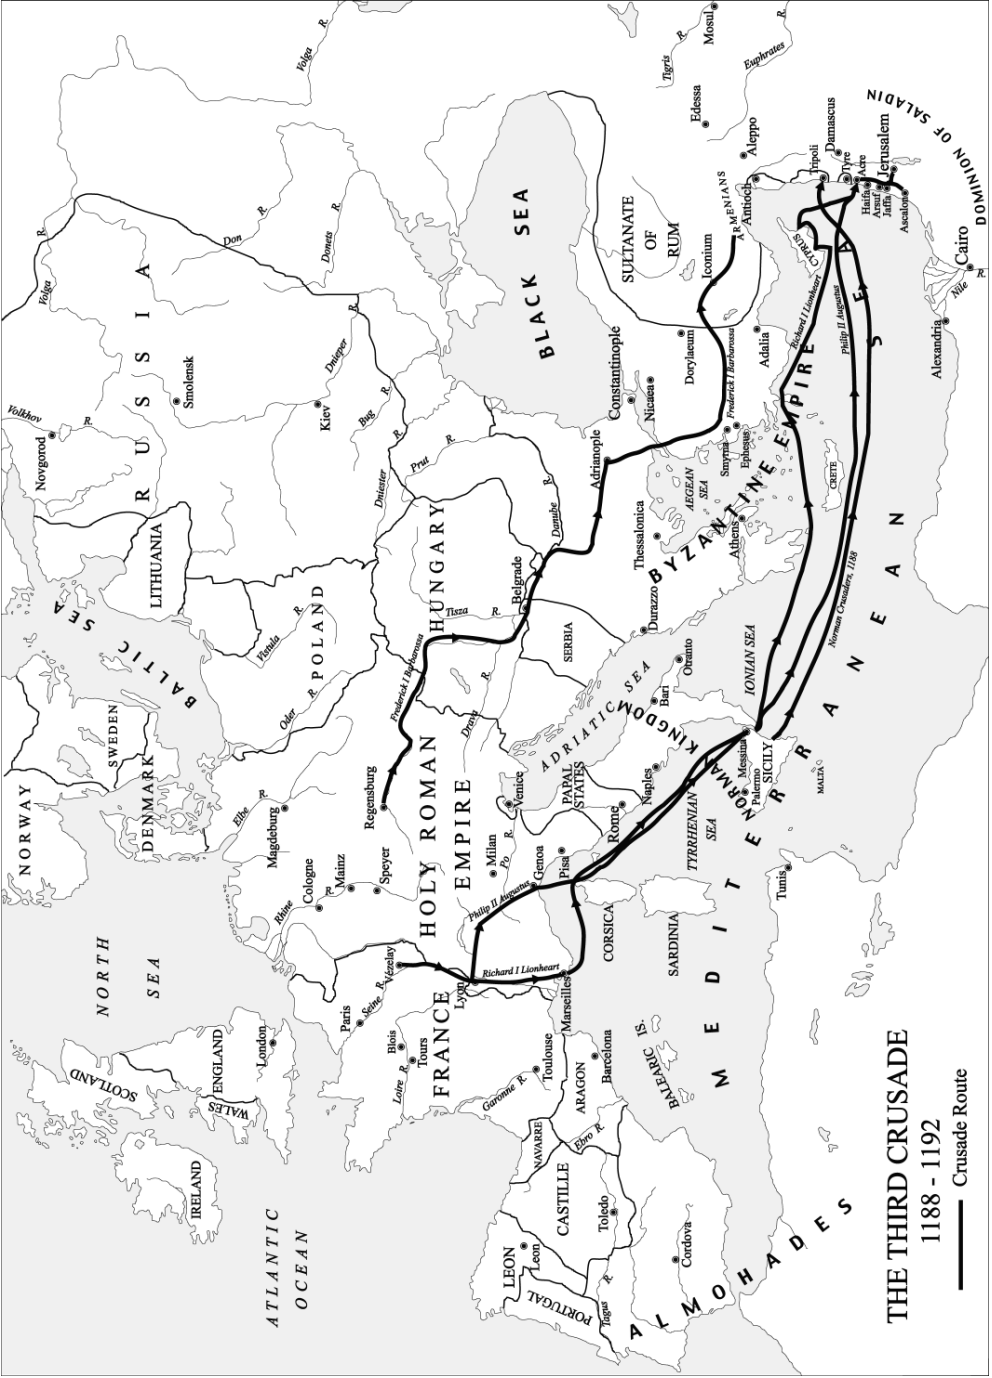 THE THIRD CRUSADE
1188 - 1192
Crusade Route
NORTH
SEA
ATLANTIC
OCEAN
BALTIC SEA
BLACK SEA
ADRIATIC SEA
TYRRHENIAN
SEA
IONIAN SEA
AEGEAN
SEA
MEDITERRANEAN
SEA
NORWAY
SWEDEN
DENMARK
SCOTLAND
ENGLAND
WALES
IRELAND
London
LITHUANIA
POLAND
RUSSIA
Novgorod
Smolensk
Kiev
Volkhov
R.
Volga
R.
Volga
R.
Don
R.
Donets
R.
Dnieper
R.
Bug
R.
Dniester
R.
Prut
R.
Danube
R.
Tisza
R.
Drava
R.
Vistula
R.
Oder
R.
Elbe
R.
Rhine
R.
Magdeburg
Cologne
Mainz
Speyer
Regensburg
HOLY ROMAN
EMPIRE
HUNGARY
Belgrade
SERBIA
Frederick I Barbarossa
FRANCE
Paris
Seine
R.
Vézelay
Blois
Tours
Loire
R.
Lyon
Toulouse
Garonne
R.
Marseilles
Richard I Lionheart
Philip II Augustus
Milan
Po
R.
Venice
Genoa
Pisa
PAPAL
STATES
Rome
Naples
Bari
Otranto
NORMAN
KINGDOM
Messina
Palermo
SICILY
MALTA
CORSICA
SARDINIA
BALEARIC IS.
Tunis
NAVARRE
ARAGON
Barcelona
Ebro R.
CASTILLE
Toledo
LEON
Leon
PORTUGAL
Tagus
R.
Cordova
ALMOHADES
Durazzo
Thessalonica
Athens
BYZANTINE EMPIRE
Adrianople
Constantinople
Nicaea
Dorylaeum
Smyrna
Ephesus
Frederick I Barbarossa
Adalia
Iconium
SULTANATE
OF
RUM
ARMENIANS
Antioch
Aleppo
Edessa
Mosul
Tigris
R.
Euphrates
R.
CRETE
CYPRUS
Richard I Lionheart
Philip II Augustus
Norman Crusaders, 1188
Tripoli
Damascus
Tyre
Acre
Haifa
Arsuf
Jaffa
Jerusalem
Ascalon
DOMINION OF SALADIN
Cairo
Nile
R.
Alexandria